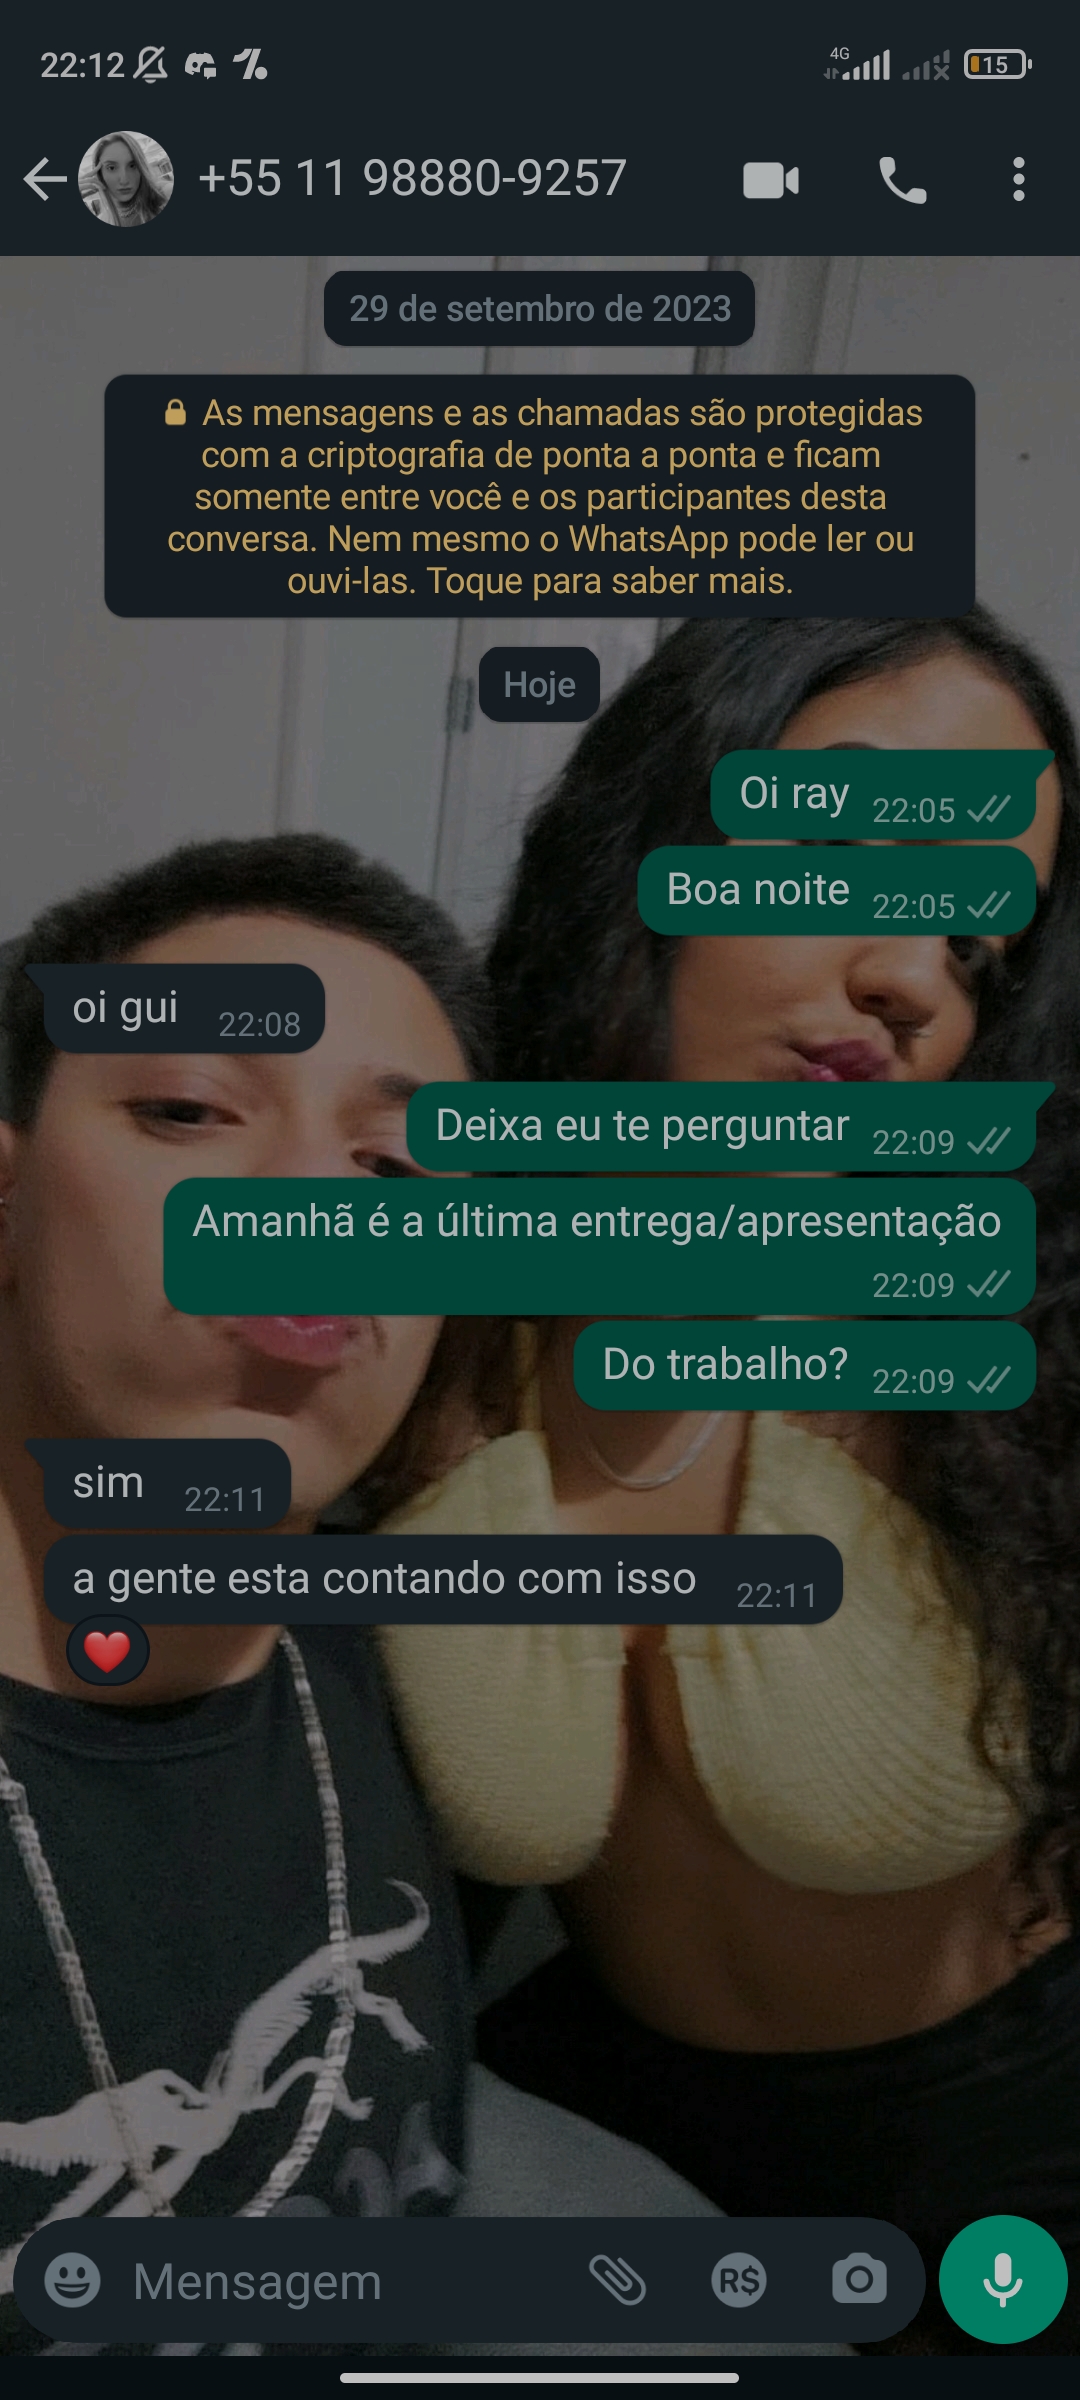 22:12
4G
15
+55 11 98880-9257
29 de setembro de 2023
As mensagens e as chamadas são protegidas
com a criptografia de ponta a ponta e ficam
somente entre você e os participantes desta
conversa. Nem mesmo o WhatsApp pode ler ou
ouvi-las. Toque para saber mais.
Hoje
Oi ray 22:05
Boa noite 22:05
oi gui 22:08
Deixa eu te perguntar 22:09
Amanhã é a última entrega/apresentação
22:09
Do trabalho? 22:09
sim 22:11
a gente esta contando com isso 22:11
Mensagem
R$